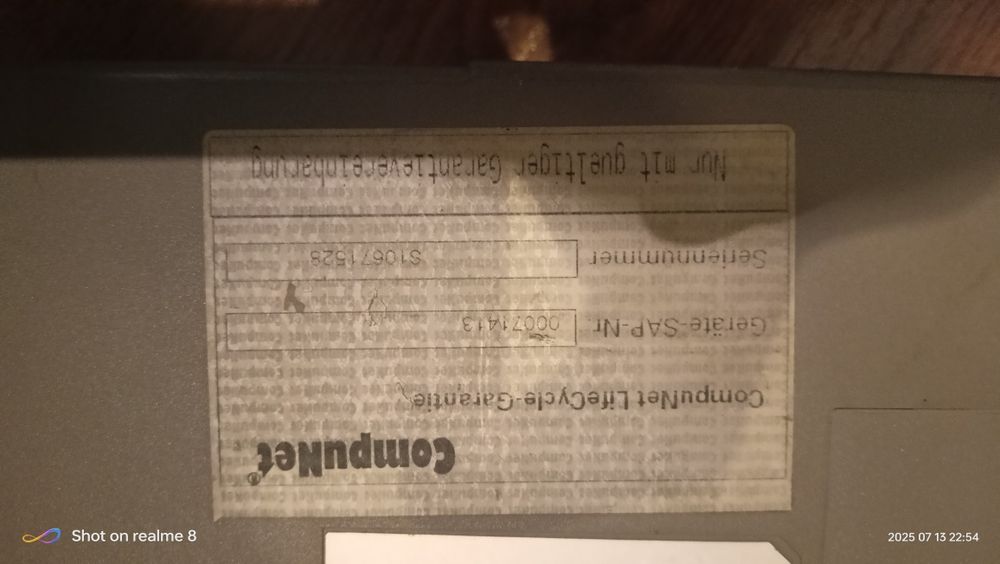 CompuNet®
CompuNet LifeCycle-Garantie
Geräte-SAP-Nr. 00071413
Seriennummer S10671528
Nur mit gueltiger Garantievereinbarung
Shot on realme 8
2025 07 13 22:54